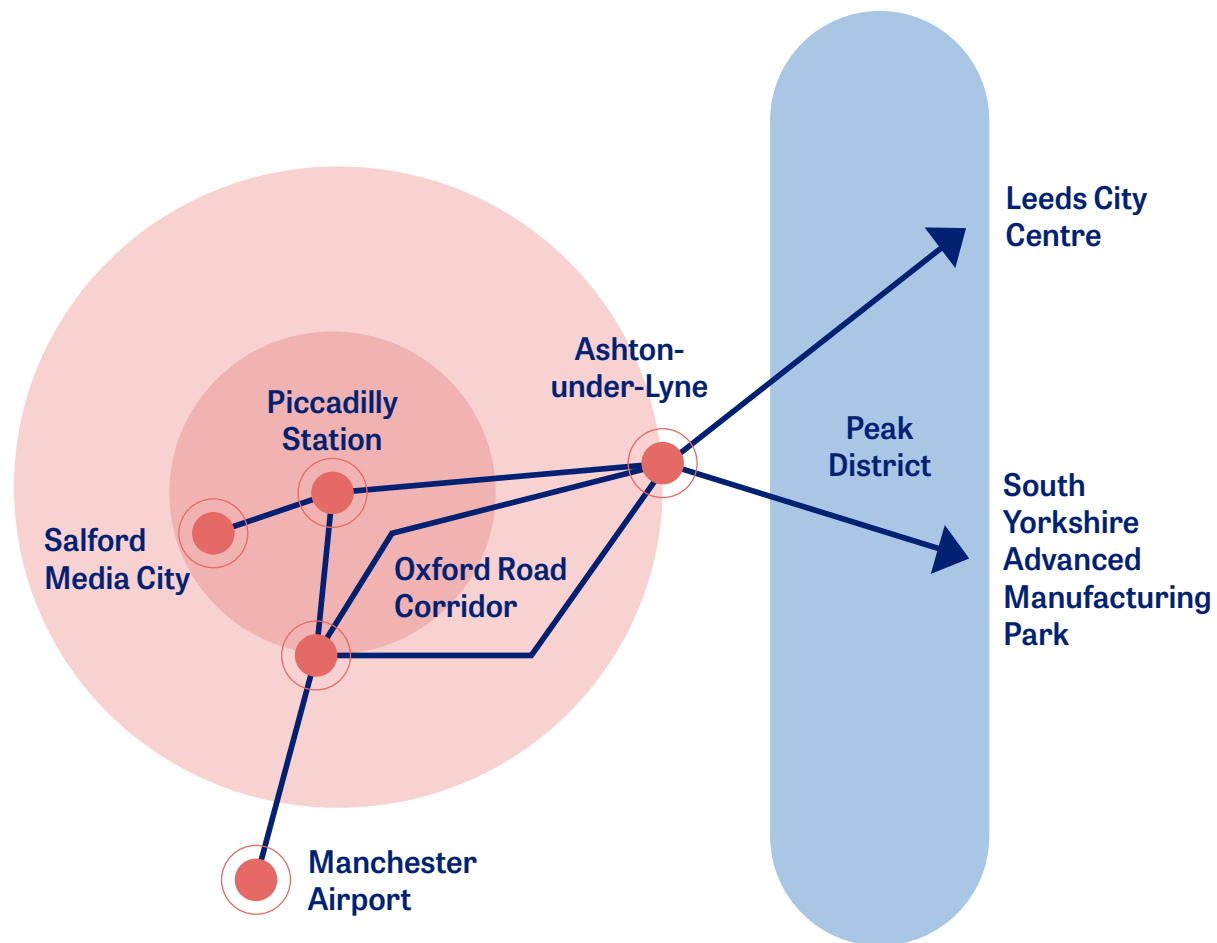 Leeds City
Centre
Ashton-
under-Lyne
Piccadilly
Station
Peak
District
South
Yorkshire
Advanced
Manufacturing
Park
Salford
Media City
Oxford Road
Corridor
Manchester
Airport